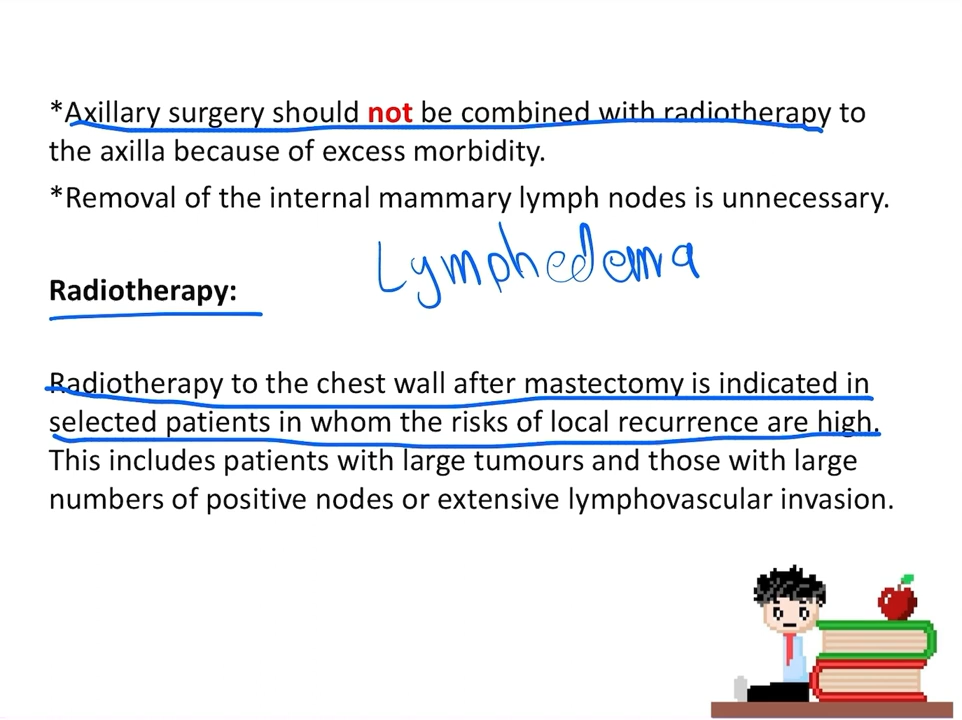 *Axillary surgery should not be combined with radiotherapy to
the axilla because of excess morbidity.
*Removal of the internal mammary lymph nodes is unnecessary.
Lymphedema
Radiotherapy:
Radiotherapy to the chest wall after mastectomy is indicated in
selected patients in whom the risks of local recurrence are high.
This includes patients with large tumours and those with large
numbers of positive nodes or extensive lymphovascular invasion.